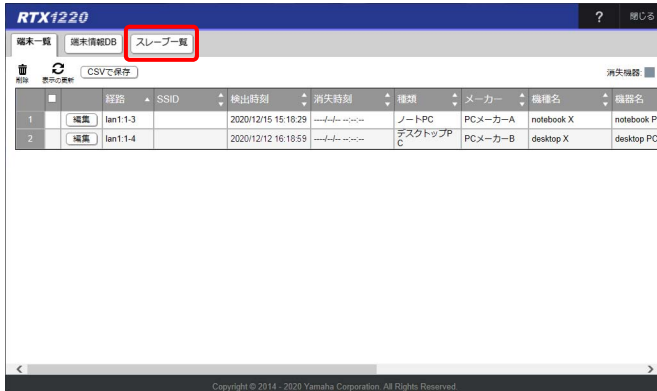 RTX1220 ? 閉じる
端末一覧 端末情報DB スレーブ一覧
削除 表示の更新 CSVで保存 消失機器:
経路 SSID 検出時刻 消失時刻 種類 メーカー 機種名 機器名
1 編集 lan1:1-3 2020/12/15 15:18:29 ----/--/-- --:--:-- ノートPC PCメーカーA notebook X notebook P
2 編集 lan1:1-4 2020/12/12 16:18:59 ----/--/-- --:--:-- デスクトップP
C PCメーカーB desktop X desktop PC
Copyright © 2014 - 2020 Yamaha Corporation. All Rights Reserved.